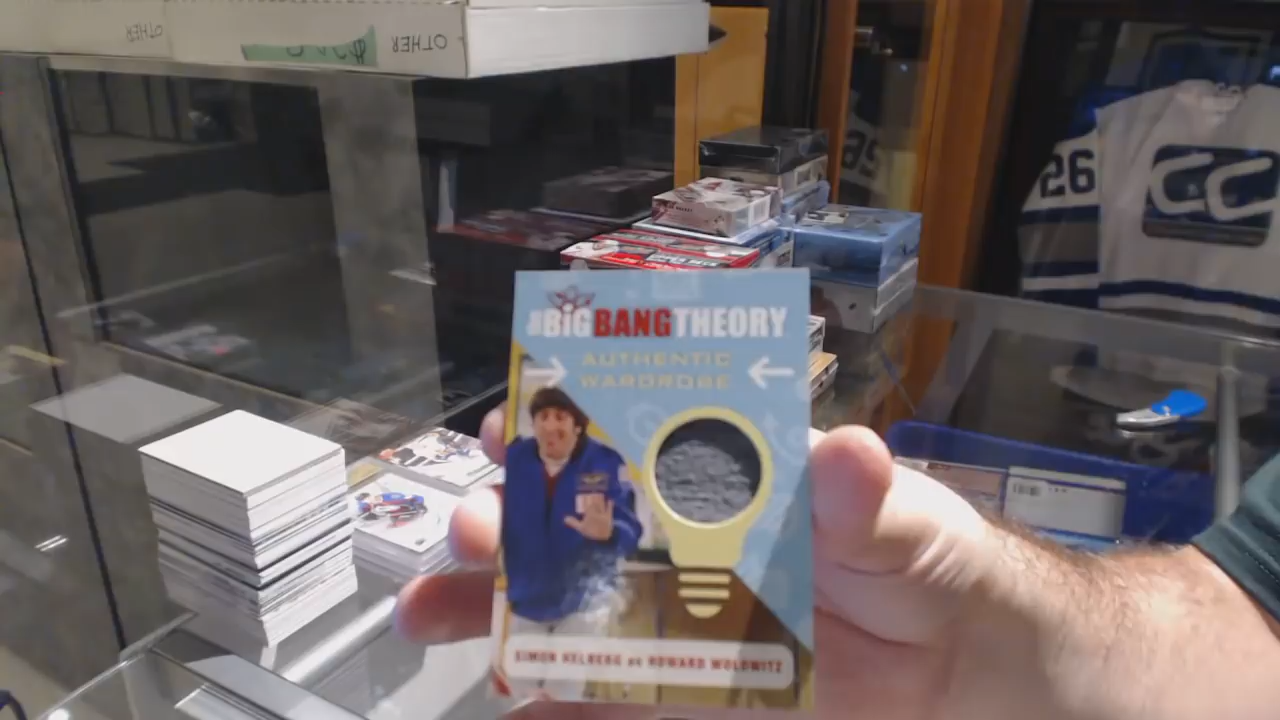 OTHER
OTHER
THE BIG BANG THEORY
AUTHENTIC
WARDROBE
SIMON HELBERG AS HOWARD WOLOWITZ
26